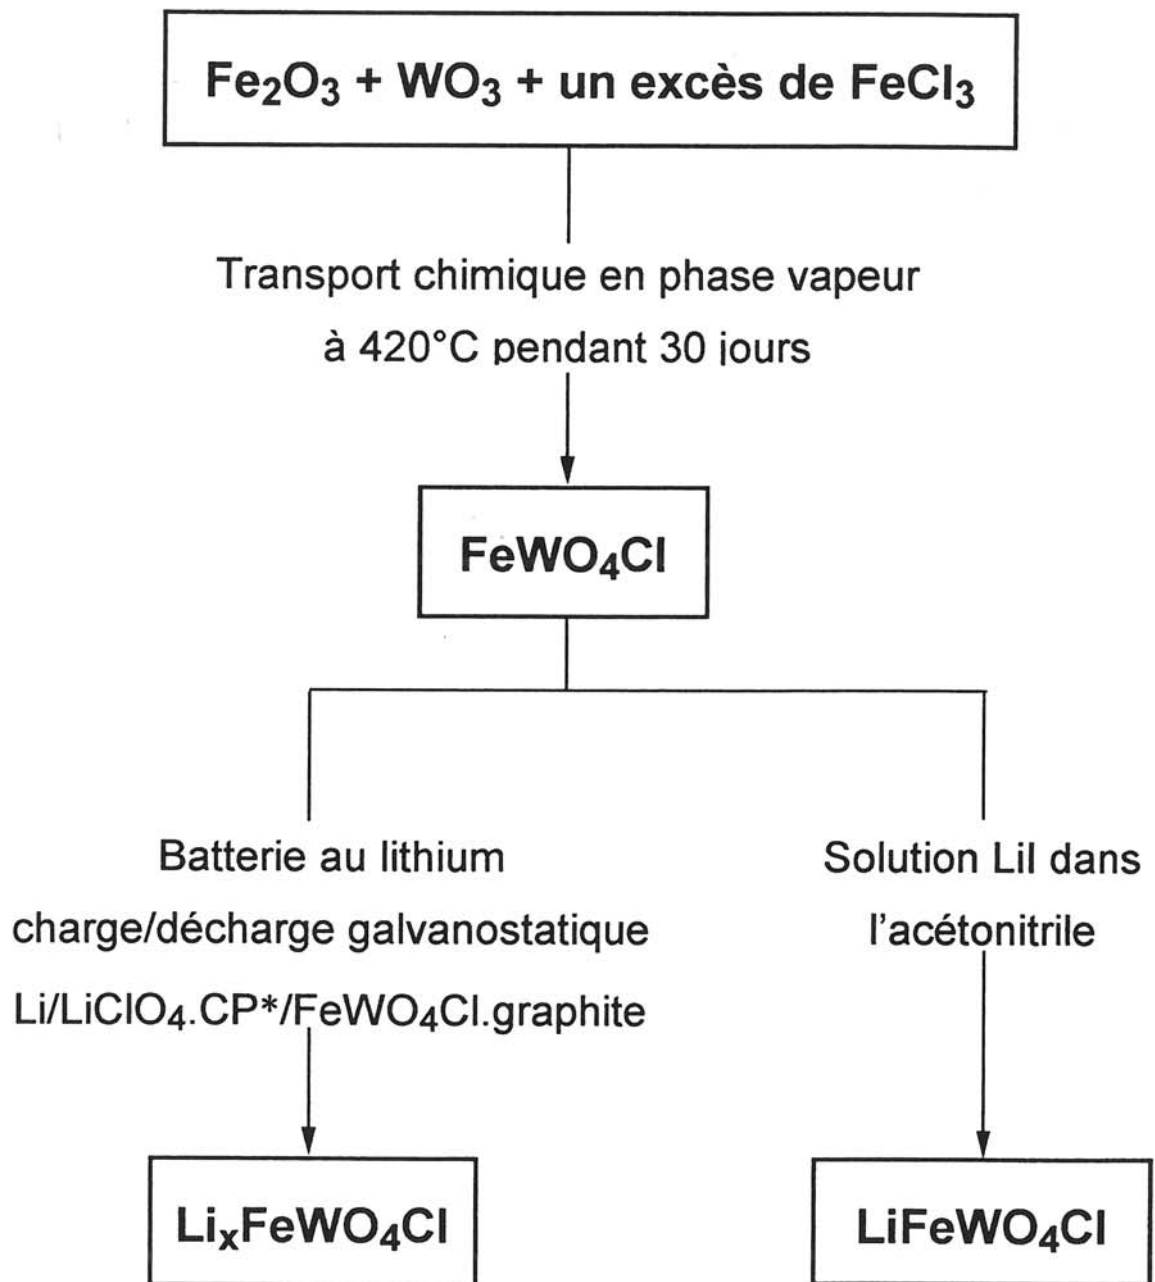 Fe₂O₃ + WO₃ + un excès de FeCl₃
Transport chimique en phase vapeur
à 420°C pendant 30 jours
FeWO₄Cl
Batterie au lithium
charge/décharge galvanostatique
Li/LiClO₄.CP*/FeWO₄Cl.graphite
LiₓFeWO₄Cl
Solution LiI dans
l'acétonitrile
LiFeWO₄Cl